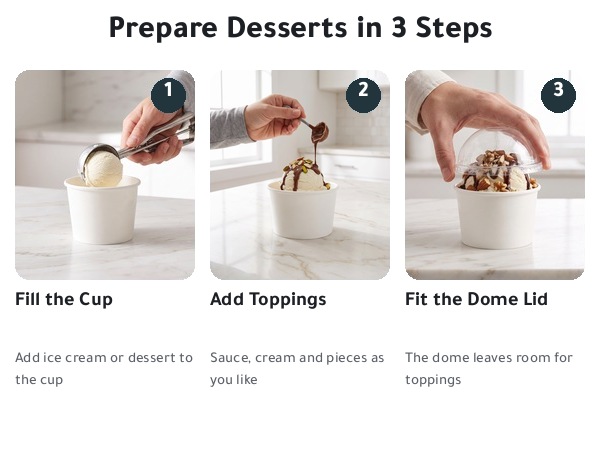 Prepare Desserts in 3 Steps
1
2
3
Fill the Cup
Add Toppings
Fit the Dome Lid
Add ice cream or dessert to
the cup
Sauce, cream and pieces as
you like
The dome leaves room for
toppings